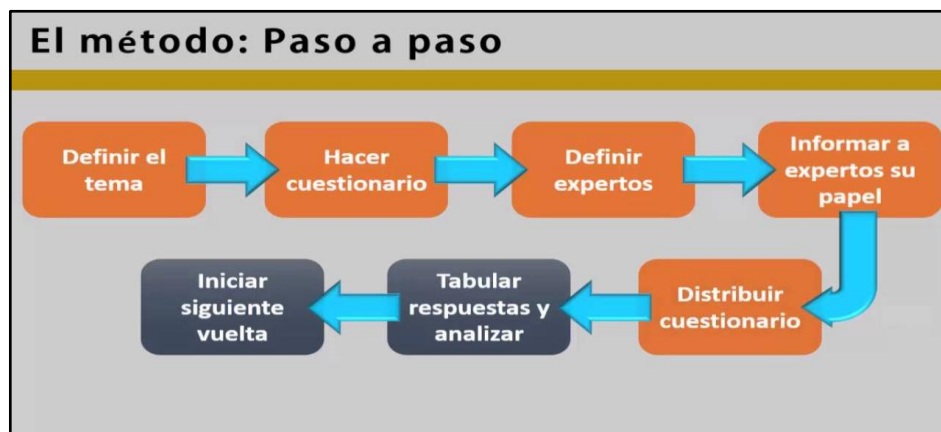 El método: Paso a paso
Definir el
tema
Hacer
cuestionario
Definir
expertos
Informar a
expertos su
papel
Distribuir
cuestionario
Tabular
respuestas y
analizar
Iniciar
siguiente
vuelta